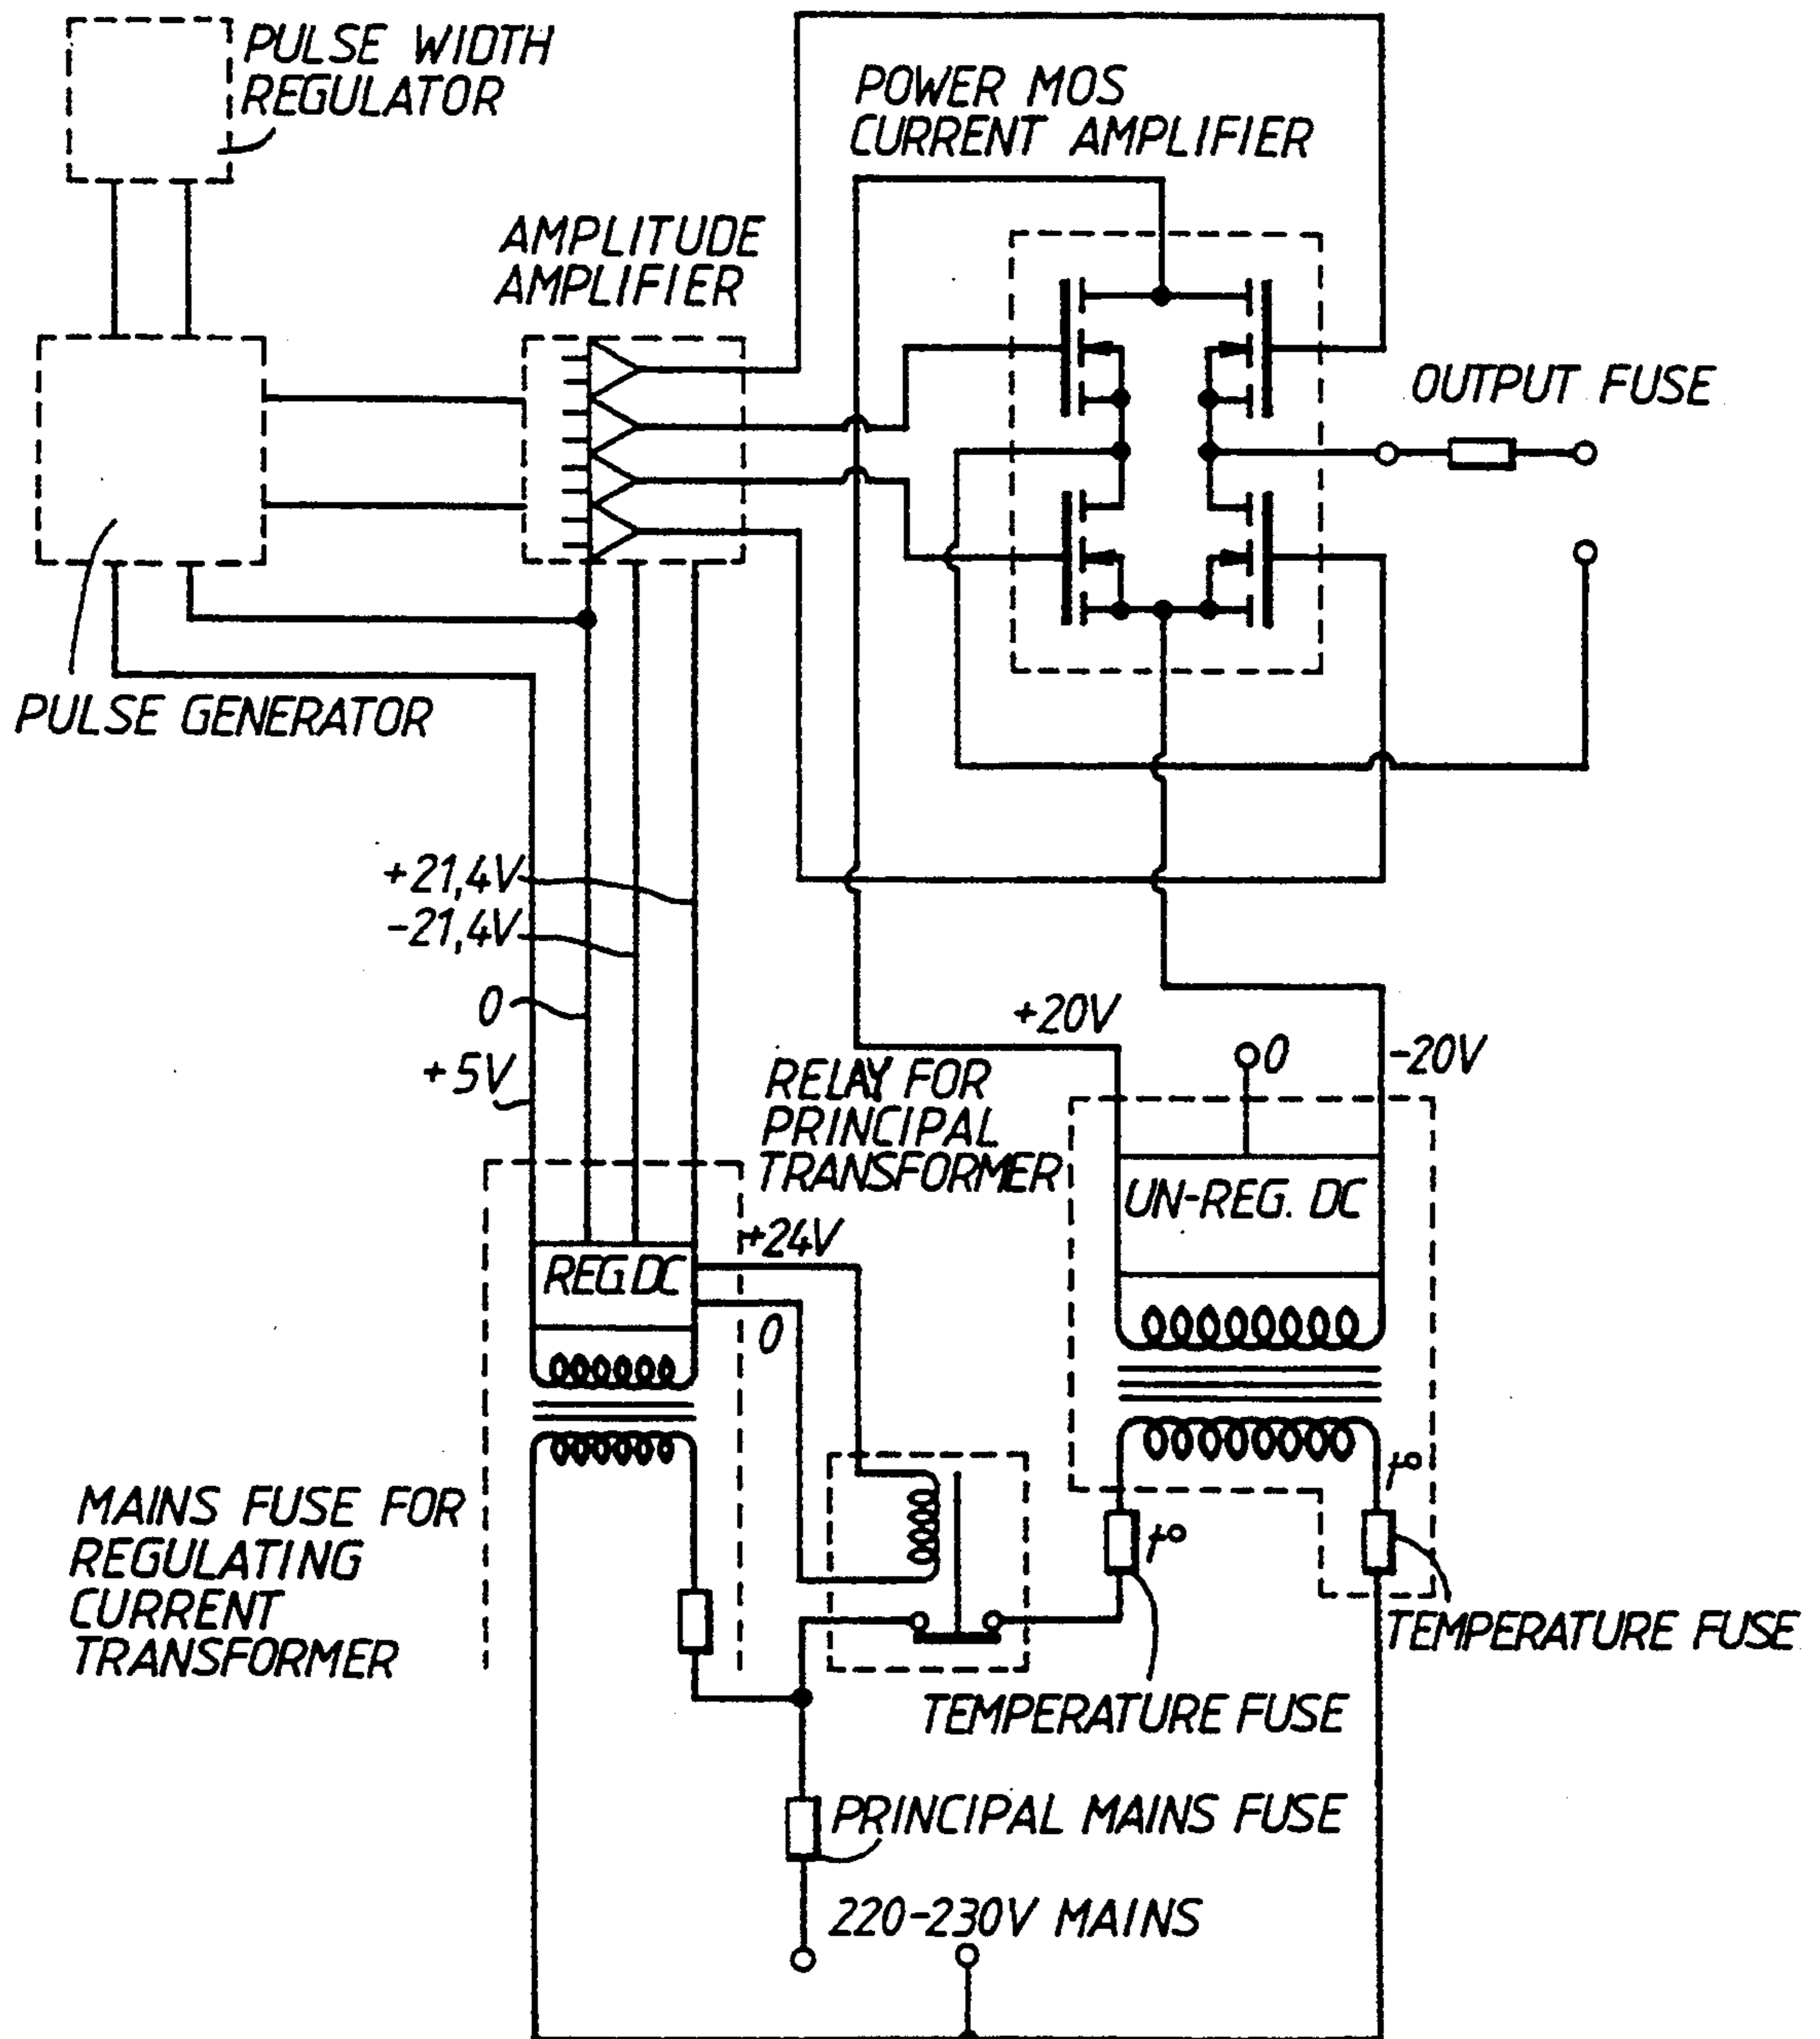 PULSE WIDTH
REGULATOR
POWER MOS
CURRENT AMPLIFIER
AMPLITUDE
AMPLIFIER
OUTPUT FUSE
PULSE GENERATOR
+21,4V
-21,4V
0
+5V
+20V
0
-20V
RELAY FOR
PRINCIPAL
TRANSFORMER
UN-REG. DC
+24V
REG.DC
0
MAINS FUSE FOR
REGULATING
CURRENT
TRANSFORMER
TEMPERATURE FUSE
TEMPERATURE FUSE
PRINCIPAL MAINS FUSE
220-230V MAINS